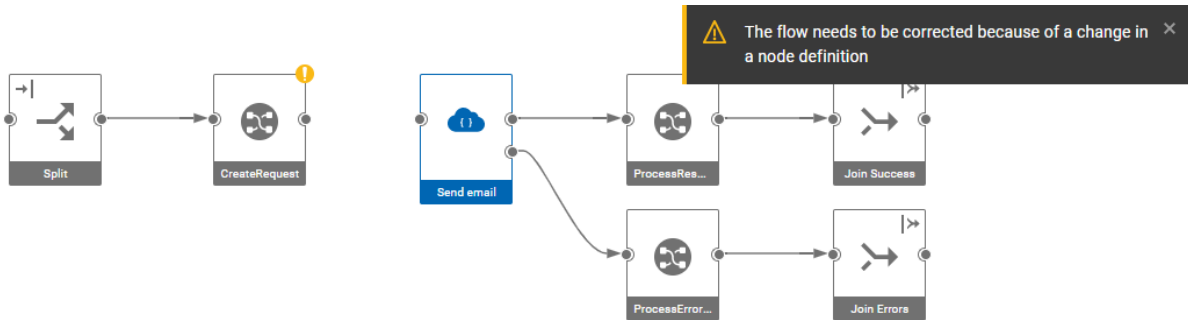 The flow needs to be corrected because of a change in
a node definition
Split
CreateRequest
Send email
ProcessRes...
Join Success
ProcessError...
Join Errors